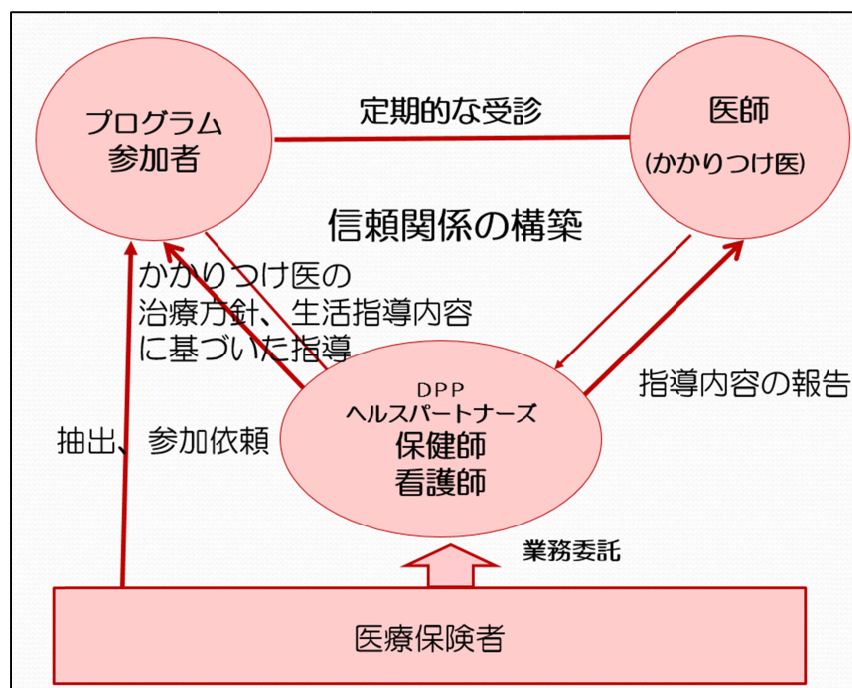 プログラム
参加者
定期的な受診
医師
(かかりつけ医)
信頼関係の構築
かかりつけ医の
治療方針、生活指導内容
に基づいた指導
指導内容の報告
DPP
ヘルスパートナーズ
保健師
看護師
抽出、参加依頼
業務委託
医療保険者